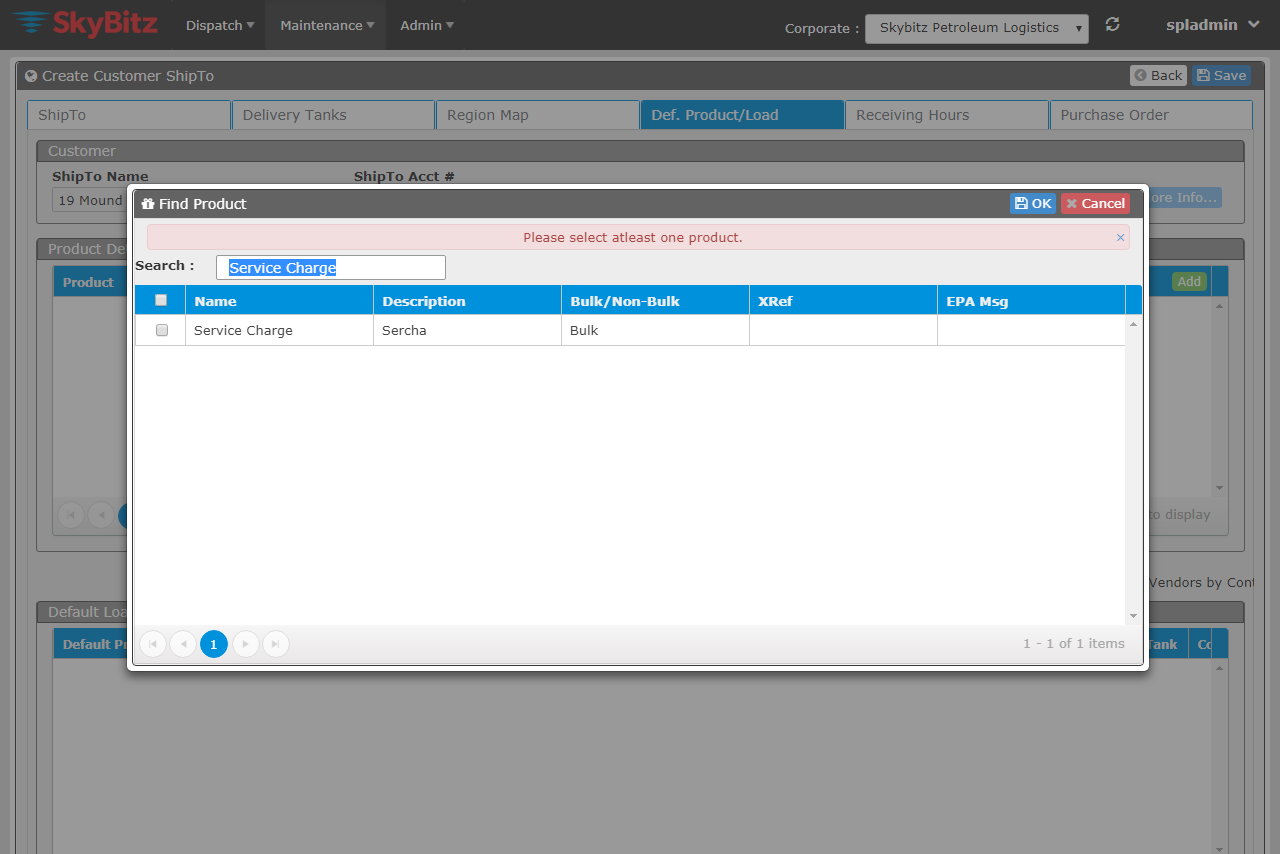 SkyBitz Dispatch Maintenance Admin Corporate : Skybitz Petroleum Logistics spladmin
Create Customer ShipTo Back Save
ShipTo Delivery Tanks Region Map Def. Product/Load Receiving Hours Purchase Order
Customer
ShipTo Name ShipTo Acct #
19 Mound ore Info...
Find Product OK Cancel
Please select atleast one product. ×
Search : Service Charge
Product De
Product Add
Name Description Bulk/Non-Bulk XRef EPA Msg
Service Charge Sercha Bulk
to display
Vendors by Cont
Default Loa
Default Pr Tank Co
1 1 - 1 of 1 items